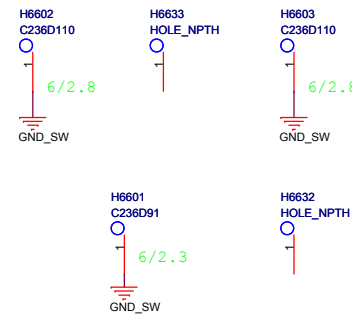 H6602
C236D110
1
6/2.8
GND_SW
H6633
HOLE_NPTH
1
H6603
C236D110
1
6/2.8
GND_SW
H6601
C236D91
1
6/2.3
GND_SW
H6632
HOLE_NPTH
1